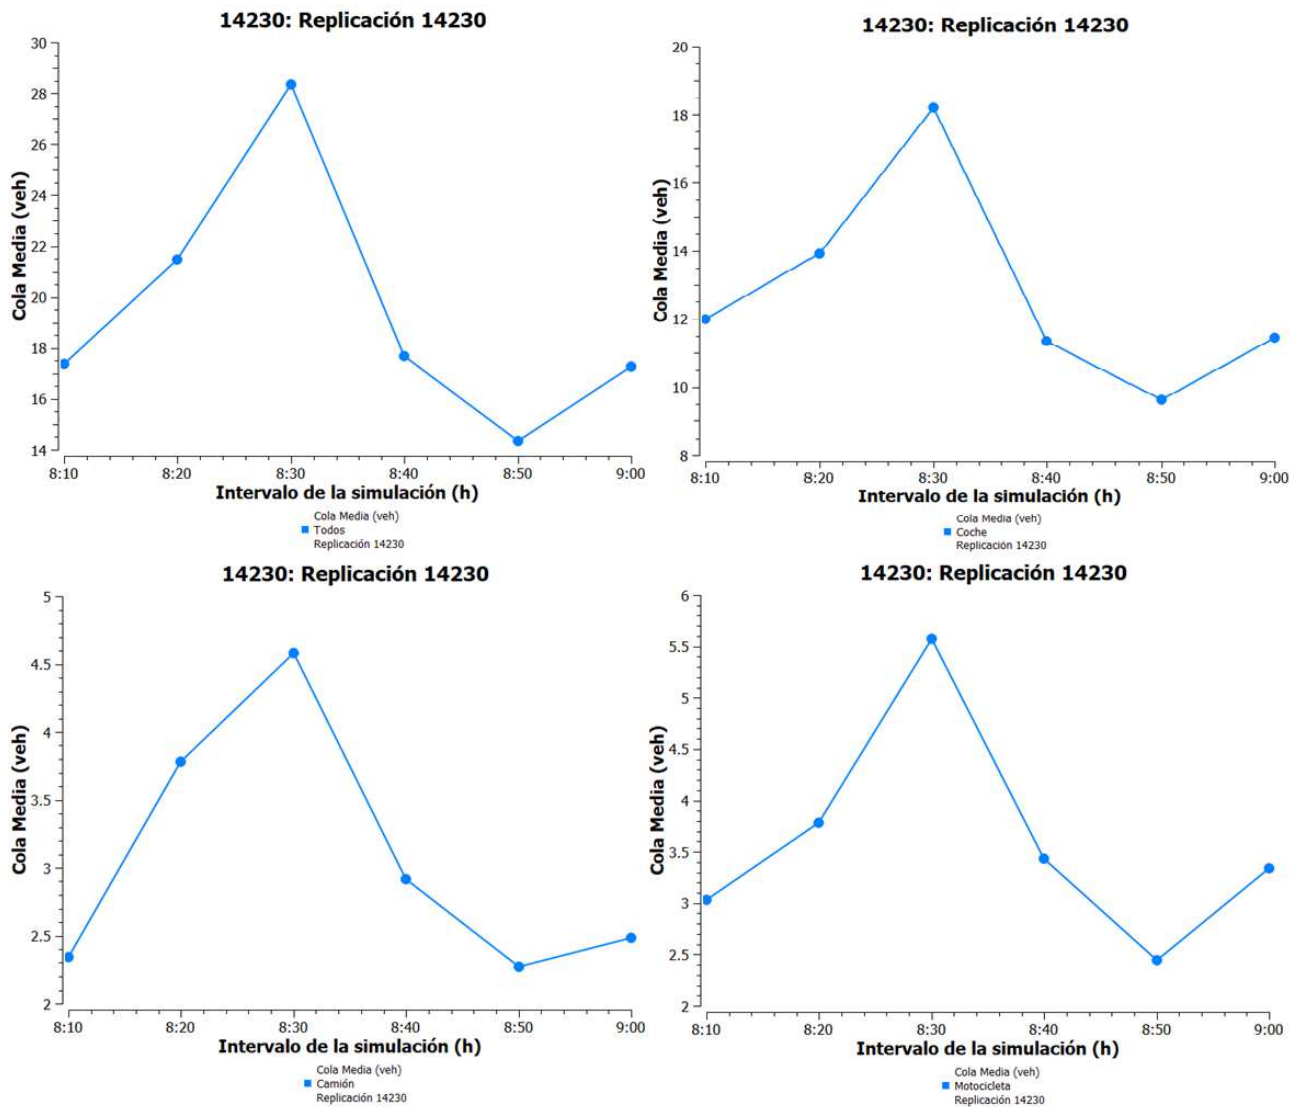 14230: Replicación 14230
30
28
26
24
22
20
18
16
14
Cola Media (veh)
8:10 8:20 8:30 8:40 8:50 9:00
Intervalo de la simulación (h)
Cola Media (veh)
Todos
Replicación 14230
14230: Replicación 14230
20
18
16
14
12
10
8
Cola Media (veh)
8:10 8:20 8:30 8:40 8:50 9:00
Intervalo de la simulación (h)
Cola Media (veh)
Coche
Replicación 14230
14230: Replicación 14230
5
4.5
4
3.5
3
2.5
2
Cola Media (veh)
8:10 8:20 8:30 8:40 8:50 9:00
Intervalo de la simulación (h)
Cola Media (veh)
Camión
Replicación 14230
14230: Replicación 14230
6
5.5
5
4.5
4
3.5
3
2.5
2
Cola Media (veh)
8:10 8:20 8:30 8:40 8:50 9:00
Intervalo de la simulación (h)
Cola Media (veh)
Motocicleta
Replicación 14230